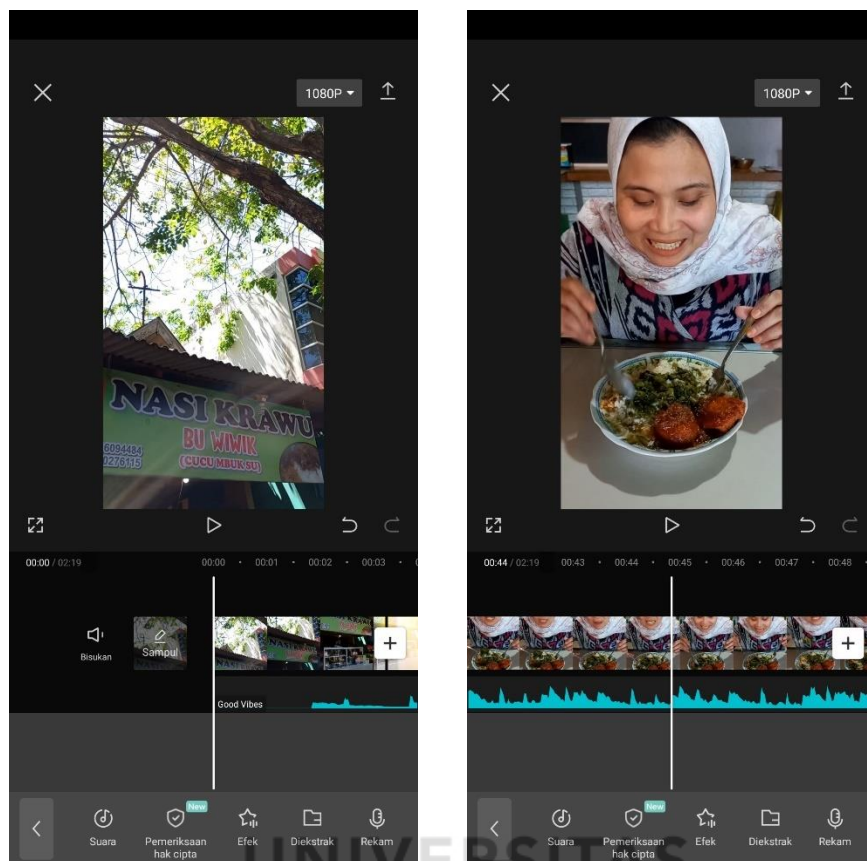 1080P
NASI KRAWU
BU WIWIK
(CUCU MBUK SU)
6094484
0276115
00:00 / 02:19
00:00
00:01
00:02
00:03
Bisukan
Sampul
Good Vibes
New
Suara
Pemeriksaan
hak cipta
Efek
Diekstrak
Rekam
1080P
00:44 / 02:19
00:43
00:44
00:45
00:46
00:47
00:48
New
Suara
Pemeriksaan
hak cipta
Efek
Diekstrak
Rekam
UNIVERSITAS